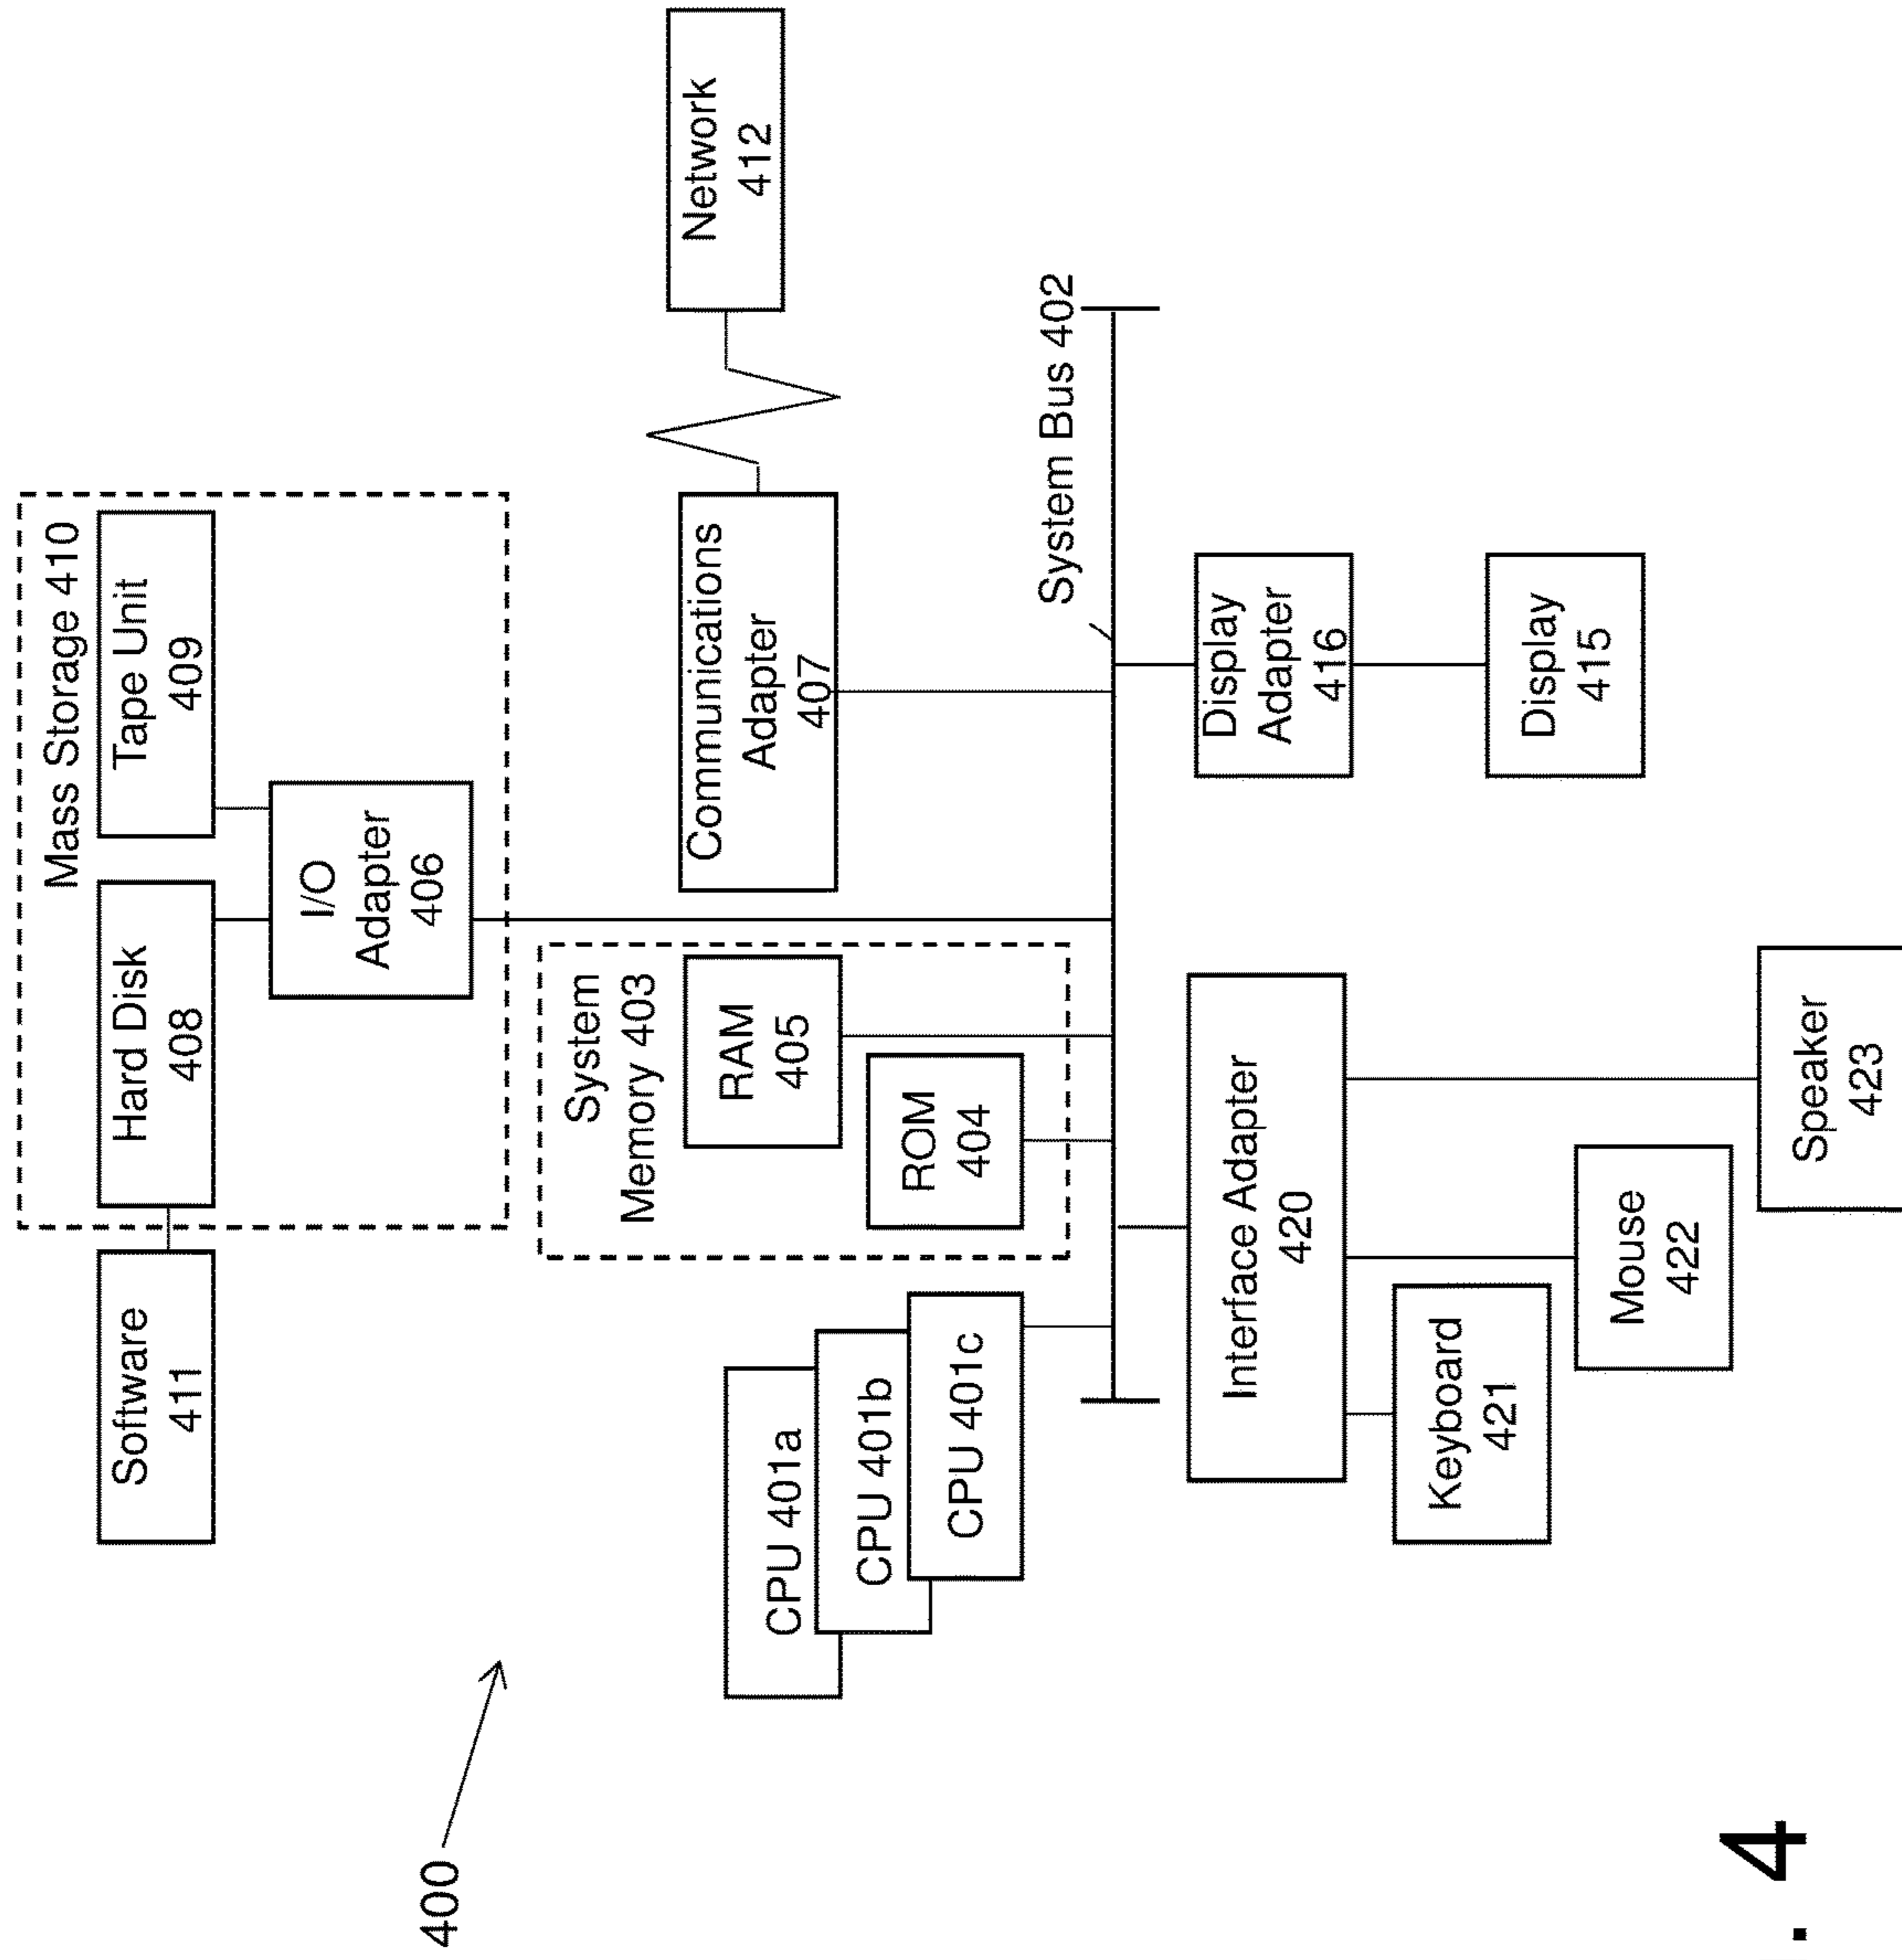 400
Mass Storage 410
Software
411
Hard Disk
408
Tape Unit
409
I/O
Adapter
406
System
Memory 403
RAM
405
ROM
404
Communications
Adapter
407
Network
412
CPU 401a
CPU 401b
CPU 401c
System Bus 402
Interface Adapter
420
Display
Adapter
416
Keyboard
421
Mouse
422
Display
415
Speaker
423
. 4